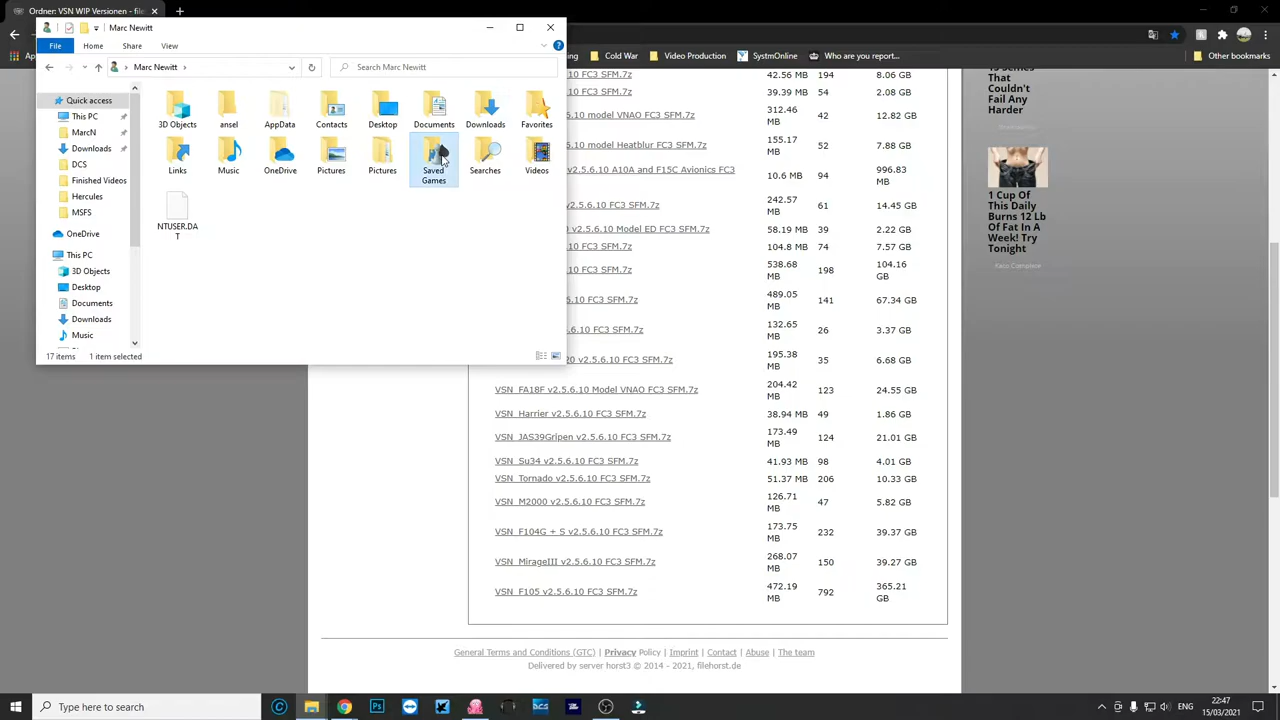 Ordner: VSN WIP Versions
Marc Newitt
File Home Share View
Marc Newitt
Search Marc Newitt
Cold War Video Production SystmOnline Who are you report... Other bookmarks
Quick access
This PC
MarcN
Downloads
DCS
Finished Videos
Hercules
MSFS
OneDrive
This PC
3D Objects
Desktop
Documents
Downloads
Music
3D Objects ansel AppData Contacts Desktop Documents Downloads Favorites
Links Music OneDrive Pictures Pictures Saved Games Searches Videos
NTUSER.DA
T
17 items 1 item selected
10 FC3 SFM.7z 42.56 MB 194 8.06 GB
10 FC3 SFM.7z 39.39 MB 54 2.08 GB
10 model VNAO FC3 SFM.7z 312.46 MB 42 12.82 GB
10 model Heatblur FC3 SFM.7z 155.17 MB 52 7.88 GB
v2.5.6.10 A10A and F15C Avionics FC3 10.6 MB 94 996.83 MB
v2.5.6.10 FC3 SFM.7z 242.57 MB 61 14.45 GB
v2.5.6.10 Model ED FC3 SFM.7z 58.19 MB 39 2.22 GB
10 FC3 SFM.7z 104.8 MB 74 7.57 GB
10 FC3 SFM.7z 538.68 MB 198 104.16 GB
.10 FC3 SFM.7z 489.05 MB 141 67.34 GB
.10 FC3 SFM.7z 132.65 MB 26 3.37 GB
v2.5.6.10 FC3 SFM.7z 195.38 MB 35 6.68 GB
VSN_FA18F v2.5.6.10 Model VNAO FC3 SFM.7z 204.42 MB 123 24.55 GB
VSN_Harrier v2.5.6.10 FC3 SFM.7z 38.94 MB 49 1.86 GB
VSN_JAS39Gripen v2.5.6.10 FC3 SFM.7z 173.49 MB 124 21.01 GB
VSN_Su34 v2.5.6.10 FC3 SFM.7z 41.93 MB 98 4.01 GB
VSN_Tornado v2.5.6.10 FC3 SFM.7z 51.37 MB 206 10.33 GB
VSN_M2000 v2.5.6.10 FC3 SFM.7z 126.71 MB 47 5.82 GB
VSN_F104G + S v2.5.6.10 FC3 SFM.7z 173.75 MB 232 39.37 GB
VSN_MirageIII v2.5.6.10 FC3 SFM.7z 268.07 MB 150 39.27 GB
VSN_F105 v2.5.6.10 FC3 SFM.7z 472.19 MB 792 365.21 GB
General Terms and Conditions (GTC) | Privacy Policy | Imprint | Contact | Abuse | The team
Delivered by server horst3 © 2014 - 2021, filehorst.de
That
Couldn't
Fail Any
Harder
1 Cup Of
This Daily
Burns 12 Lb
Of Fat In A
Week! Try
Tonight
Type here to search
ENG
22:47
15/03/2021